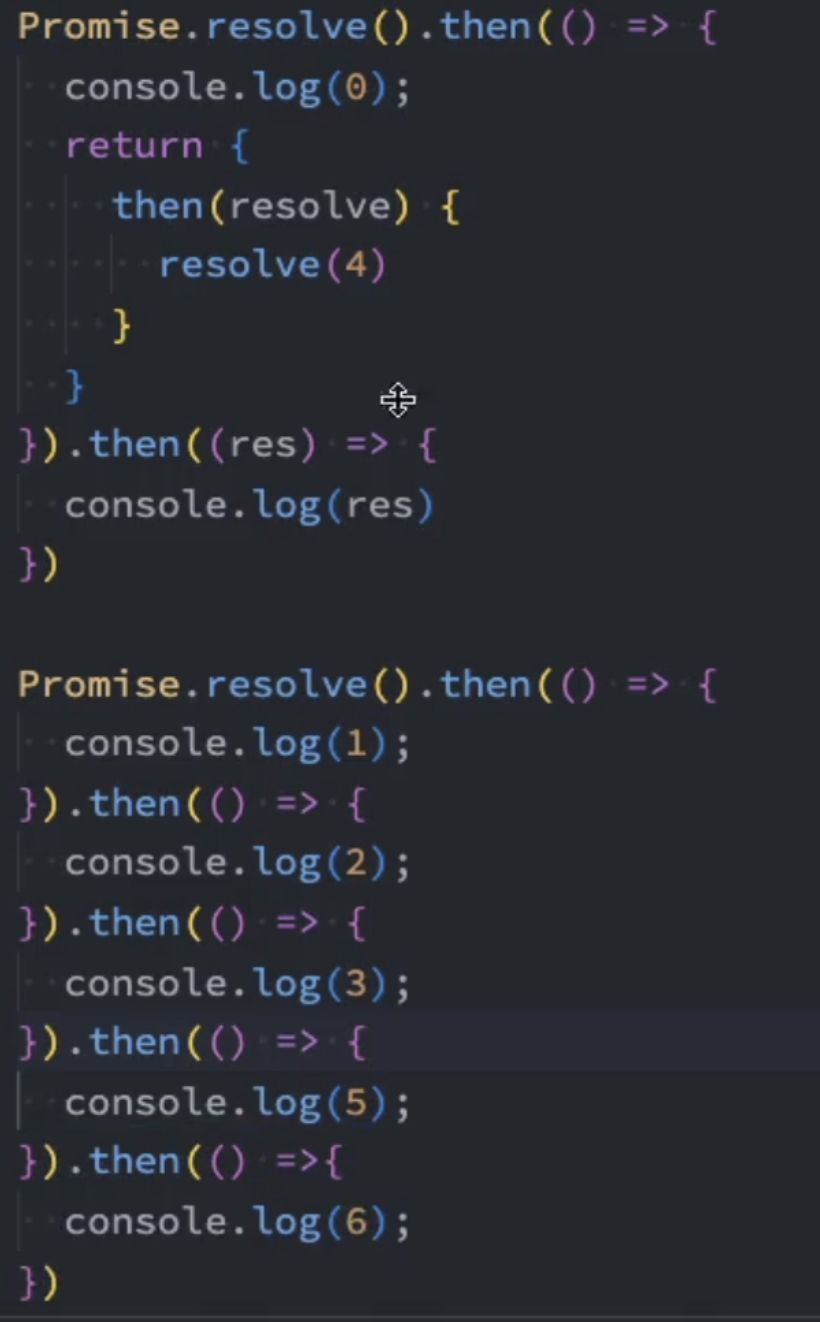 Promise.resolve().then(() => {
  console.log(0);
  return {
    then(resolve) {
      resolve(4)
    }
  }
}).then((res) => {
  console.log(res)
})

Promise.resolve().then(() => {
  console.log(1);
}).then(() => {
  console.log(2);
}).then(() => {
  console.log(3);
}).then(() => {
  console.log(5);
}).then(() =>{
  console.log(6);
})